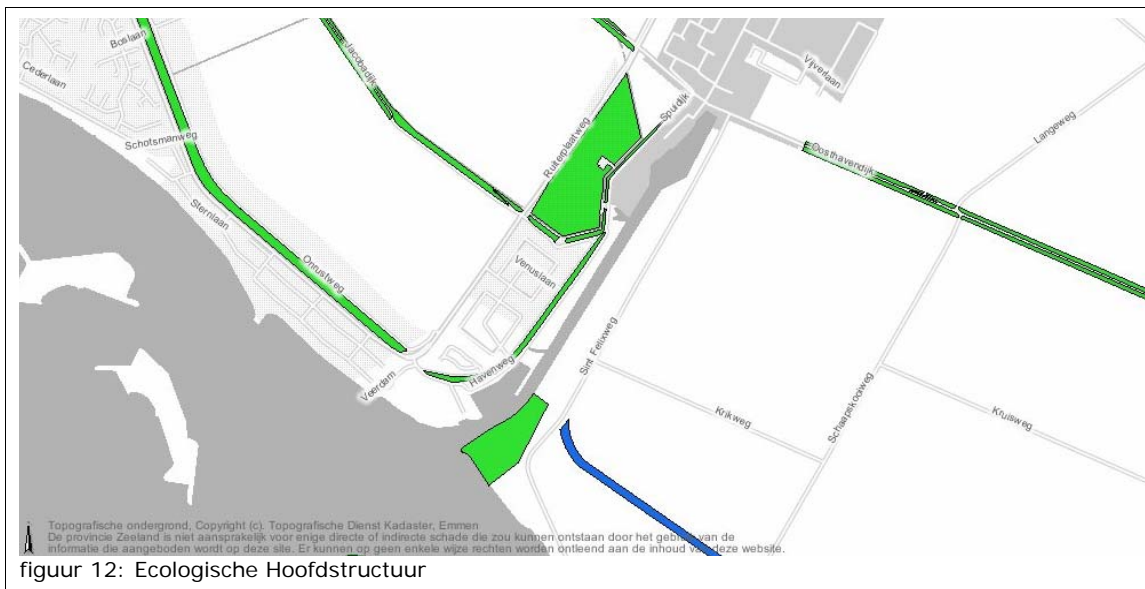 Boslaan
Cederlaan
Jacobadijk
Vijverlaan
Spuidijk
Langeweg
Schotsmanweg
Ruiterplaatweg
Oosthavendijk
Sternlaan
Onrustweg
Venuslaan
Sint Felixweg
Havenweg
Veerdam
Krikweg
Schaapskooiweg
Kruisweg
Topografische ondergrond, Copyright (c). Topografische Dienst Kadaster, Emmen
De provincie Zeeland is niet aansprakelijk voor enige directe of indirecte schade die zou kunnen ontstaan door het gebruik van de
informatie die aangeboden wordt op deze site. Er kunnen op geen enkele wijze rechten worden ontleend aan de inhoud van deze website.
figuur 12: Ecologische Hoofdstructuur